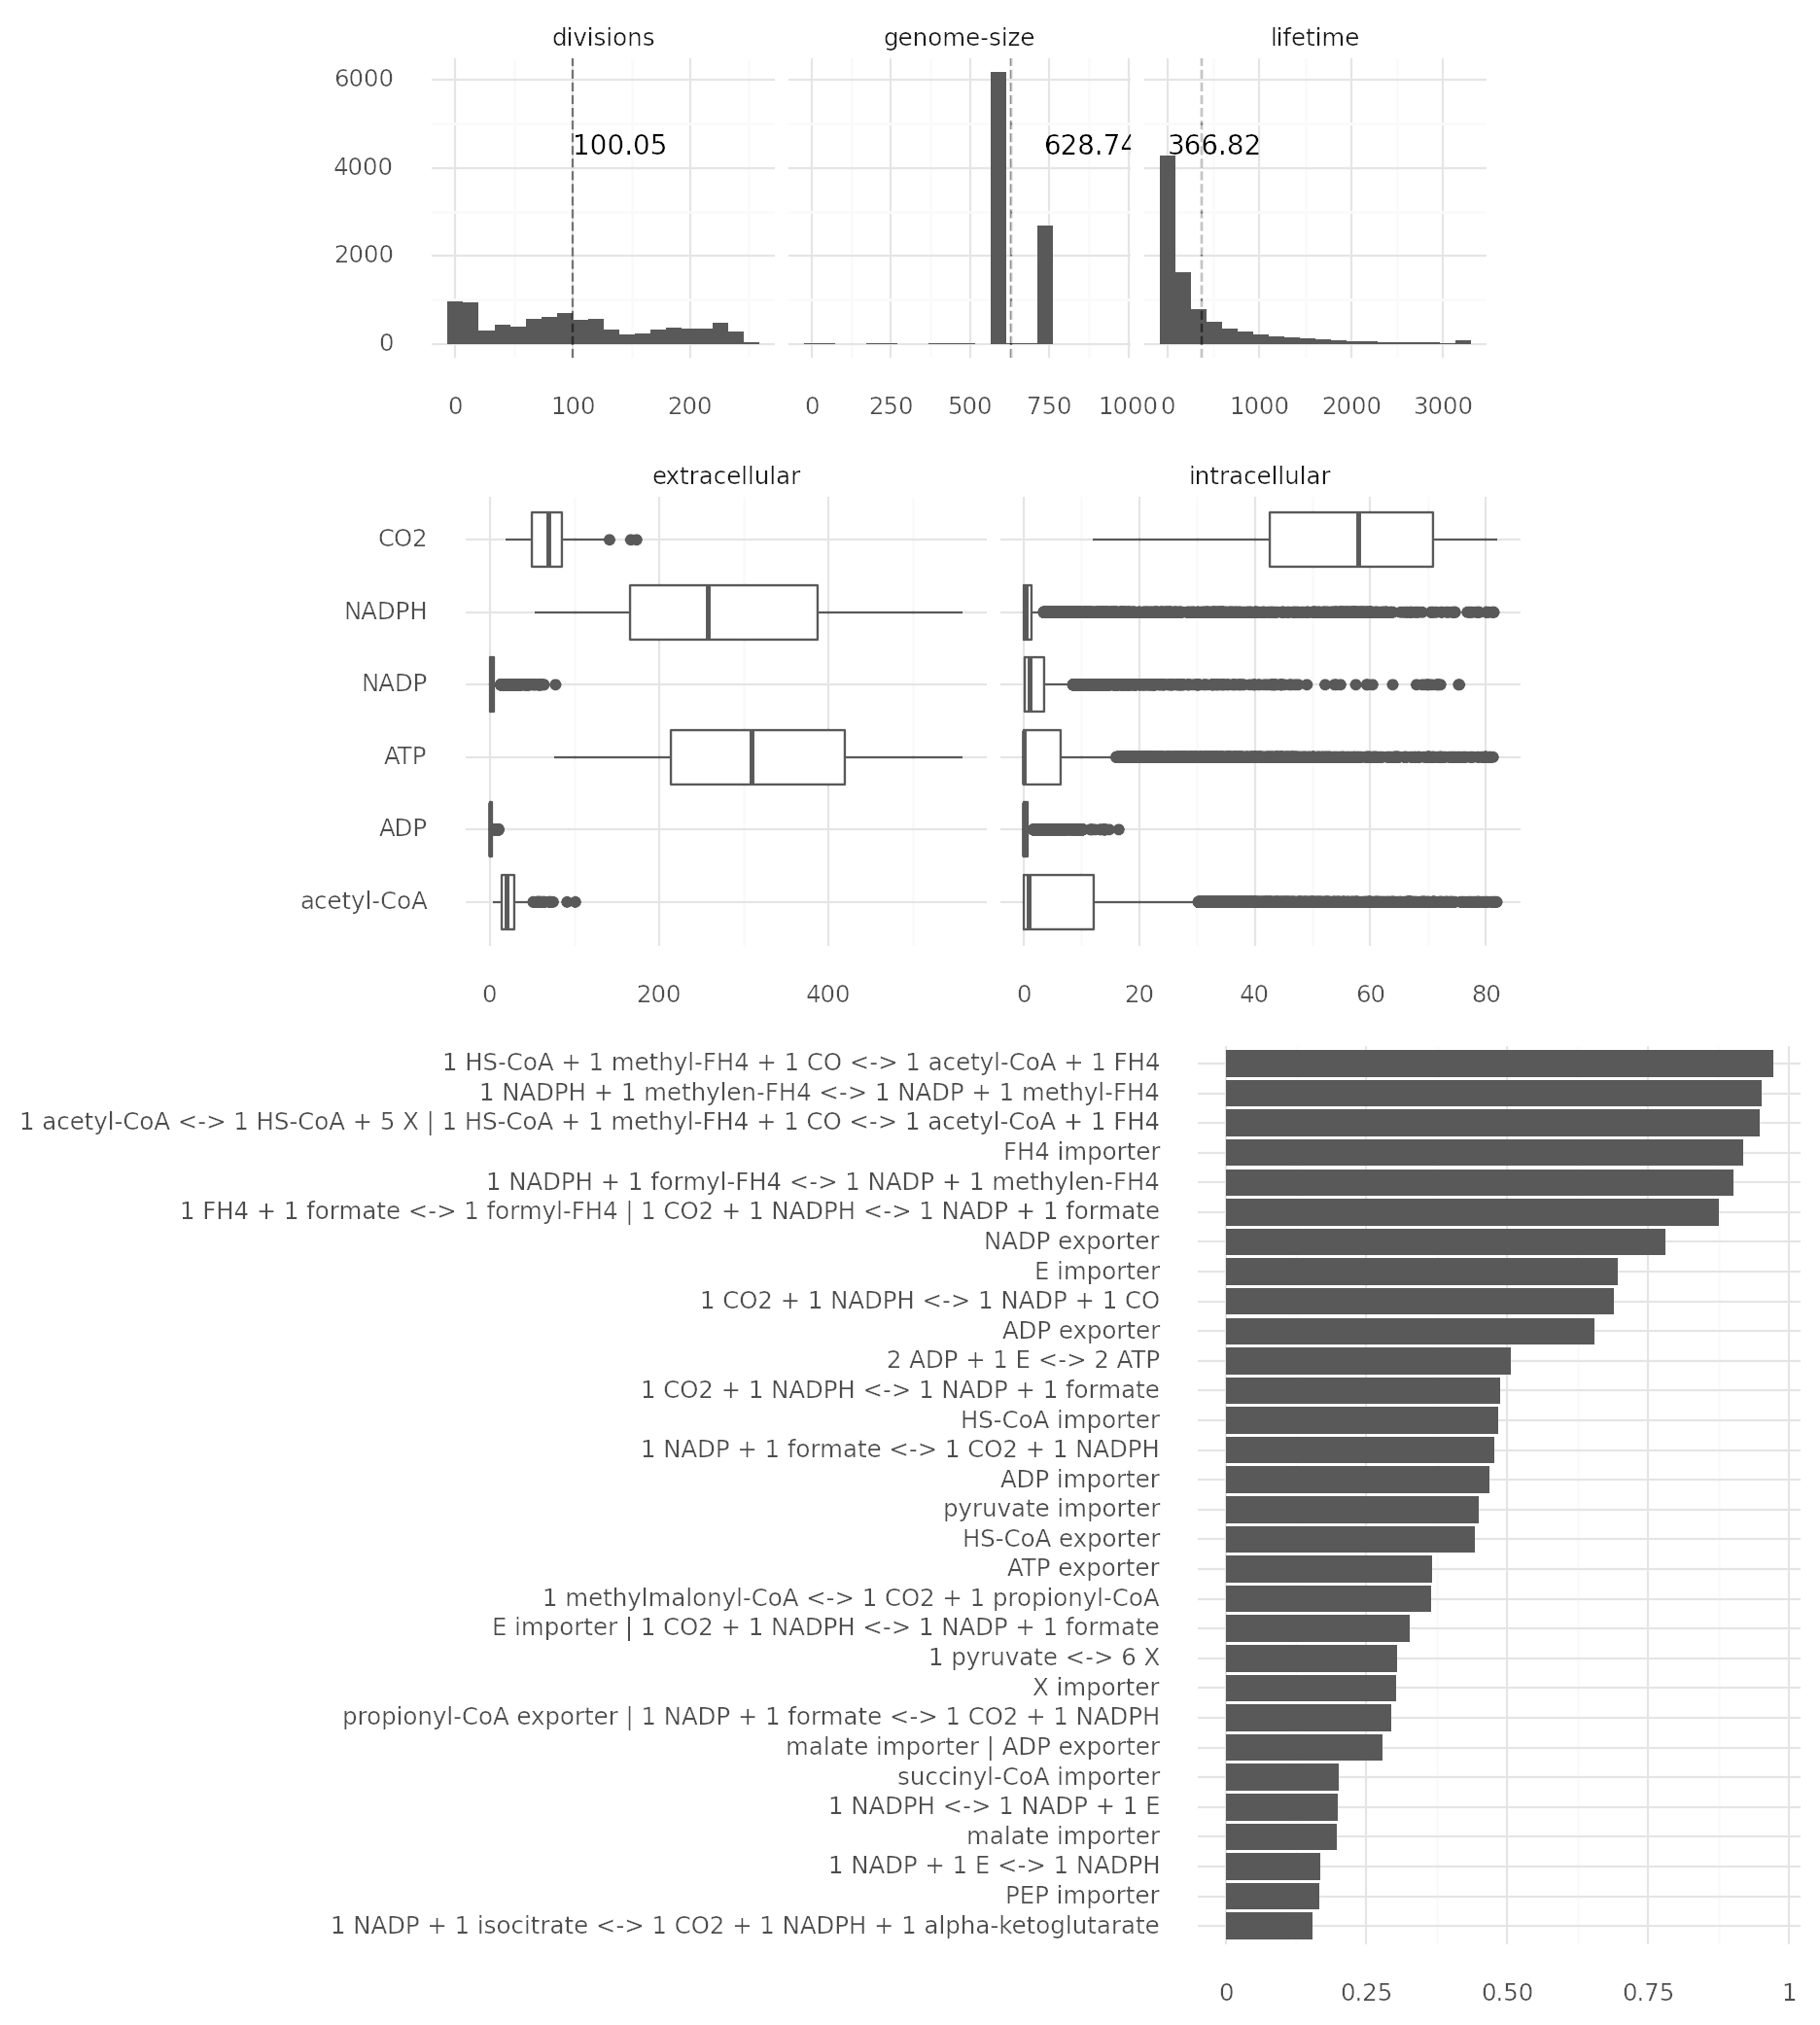 divisions genome-size lifetime
6000
100.05 628.74 366.82
4000
2000
0
0 100 200 0 250 500 750 1000 0 1000 2000 3000
extracellular intracellular
CO2
NADPH
NADP
ATP
ADP
acetyl-CoA
0 200 400 0 20 40 60 80
1 HS-CoA + 1 methyl-FH4 + 1 CO <-> 1 acetyl-CoA + 1 FH4
1 NADPH + 1 methylen-FH4 <-> 1 NADP + 1 methyl-FH4
1 acetyl-CoA <-> 1 HS-CoA + 5 X | 1 HS-CoA + 1 methyl-FH4 + 1 CO <-> 1 acetyl-CoA + 1 FH4
FH4 importer
1 NADPH + 1 formyl-FH4 <-> 1 NADP + 1 methylen-FH4
1 FH4 + 1 formate <-> 1 formyl-FH4 | 1 CO2 + 1 NADPH <-> 1 NADP + 1 formate
NADP exporter
E importer
1 CO2 + 1 NADPH <-> 1 NADP + 1 CO
ADP exporter
2 ADP + 1 E <-> 2 ATP
1 CO2 + 1 NADPH <-> 1 NADP + 1 formate
HS-CoA importer
1 NADP + 1 formate <-> 1 CO2 + 1 NADPH
ADP importer
pyruvate importer
HS-CoA exporter
ATP exporter
1 methylmalonyl-CoA <-> 1 CO2 + 1 propionyl-CoA
E importer | 1 CO2 + 1 NADPH <-> 1 NADP + 1 formate
1 pyruvate <-> 6 X
X importer
propionyl-CoA exporter | 1 NADP + 1 formate <-> 1 CO2 + 1 NADPH
malate importer | ADP exporter
succinyl-CoA importer
1 NADPH <-> 1 NADP + 1 E
malate importer
1 NADP + 1 E <-> 1 NADPH
PEP importer
1 NADP + 1 isocitrate <-> 1 CO2 + 1 NADPH + 1 alpha-ketoglutarate
0 0.25 0.50 0.75 1